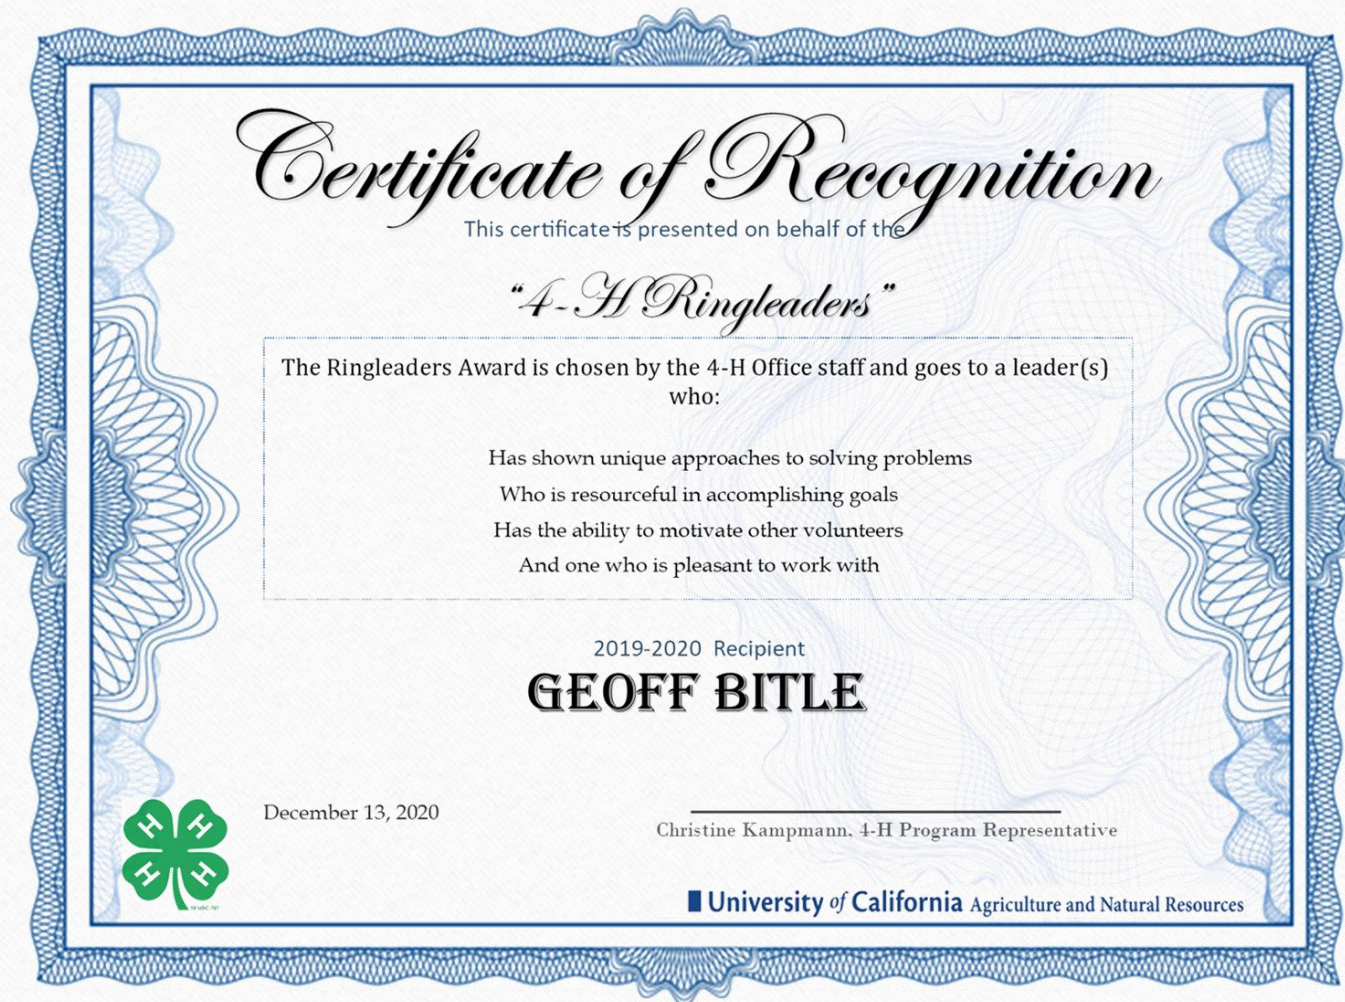 Certificate of Recognition
This certificate is presented on behalf of the
“4-H Ringleaders”
The Ringleaders Award is chosen by the 4-H Office staff and goes to a leader(s)
who:
Has shown unique approaches to solving problems
Who is resourceful in accomplishing goals
Has the ability to motivate other volunteers
And one who is pleasant to work with
2019-2020 Recipient
GEOFF BITLE
December 13, 2020
Christine Kampmann, 4-H Program Representative
H H
H H
18 USC 707
University of California Agriculture and Natural Resources